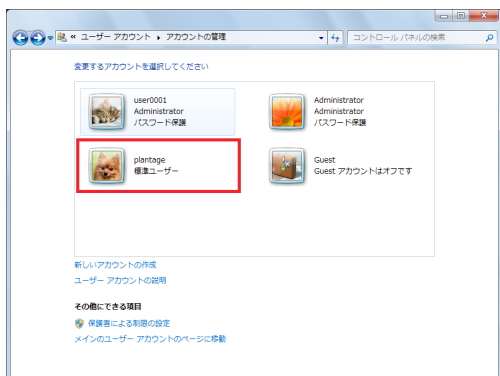 « ユーザー アカウント ▸ アカウントの管理
コントロール パネルの検索
変更するアカウントを選択してください
user0001
Administrator
パスワード保護
Administrator
Administrator
パスワード保護
plantage
標準ユーザー
Guest
Guest アカウントはオフです
新しいアカウントの作成
ユーザー アカウントの説明
その他にできる項目
保護者による制限の設定
メインのユーザー アカウントのページに移動